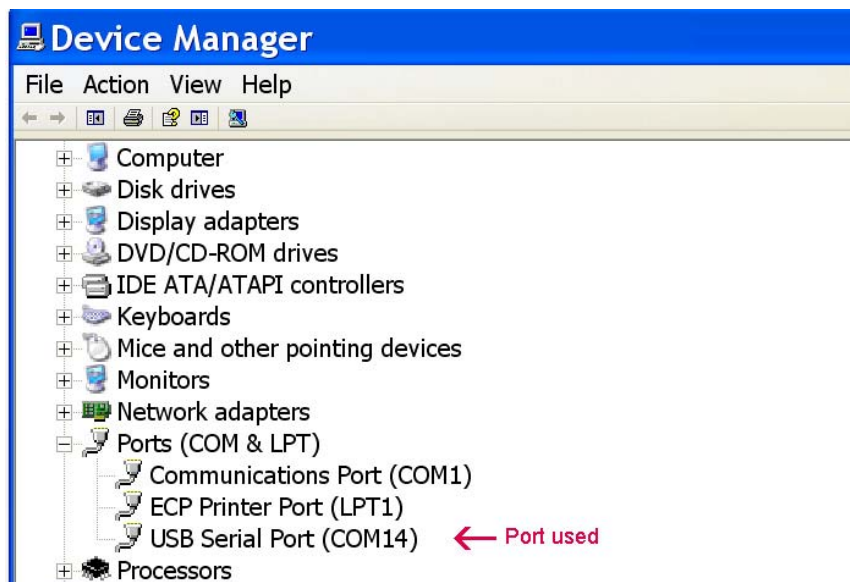 Device Manager
File Action View Help
Computer
Disk drives
Display adapters
DVD/CD-ROM drives
IDE ATA/ATAPI controllers
Keyboards
Mice and other pointing devices
Monitors
Network adapters
Ports (COM & LPT)
Communications Port (COM1)
ECP Printer Port (LPT1)
USB Serial Port (COM14) Port used
Processors